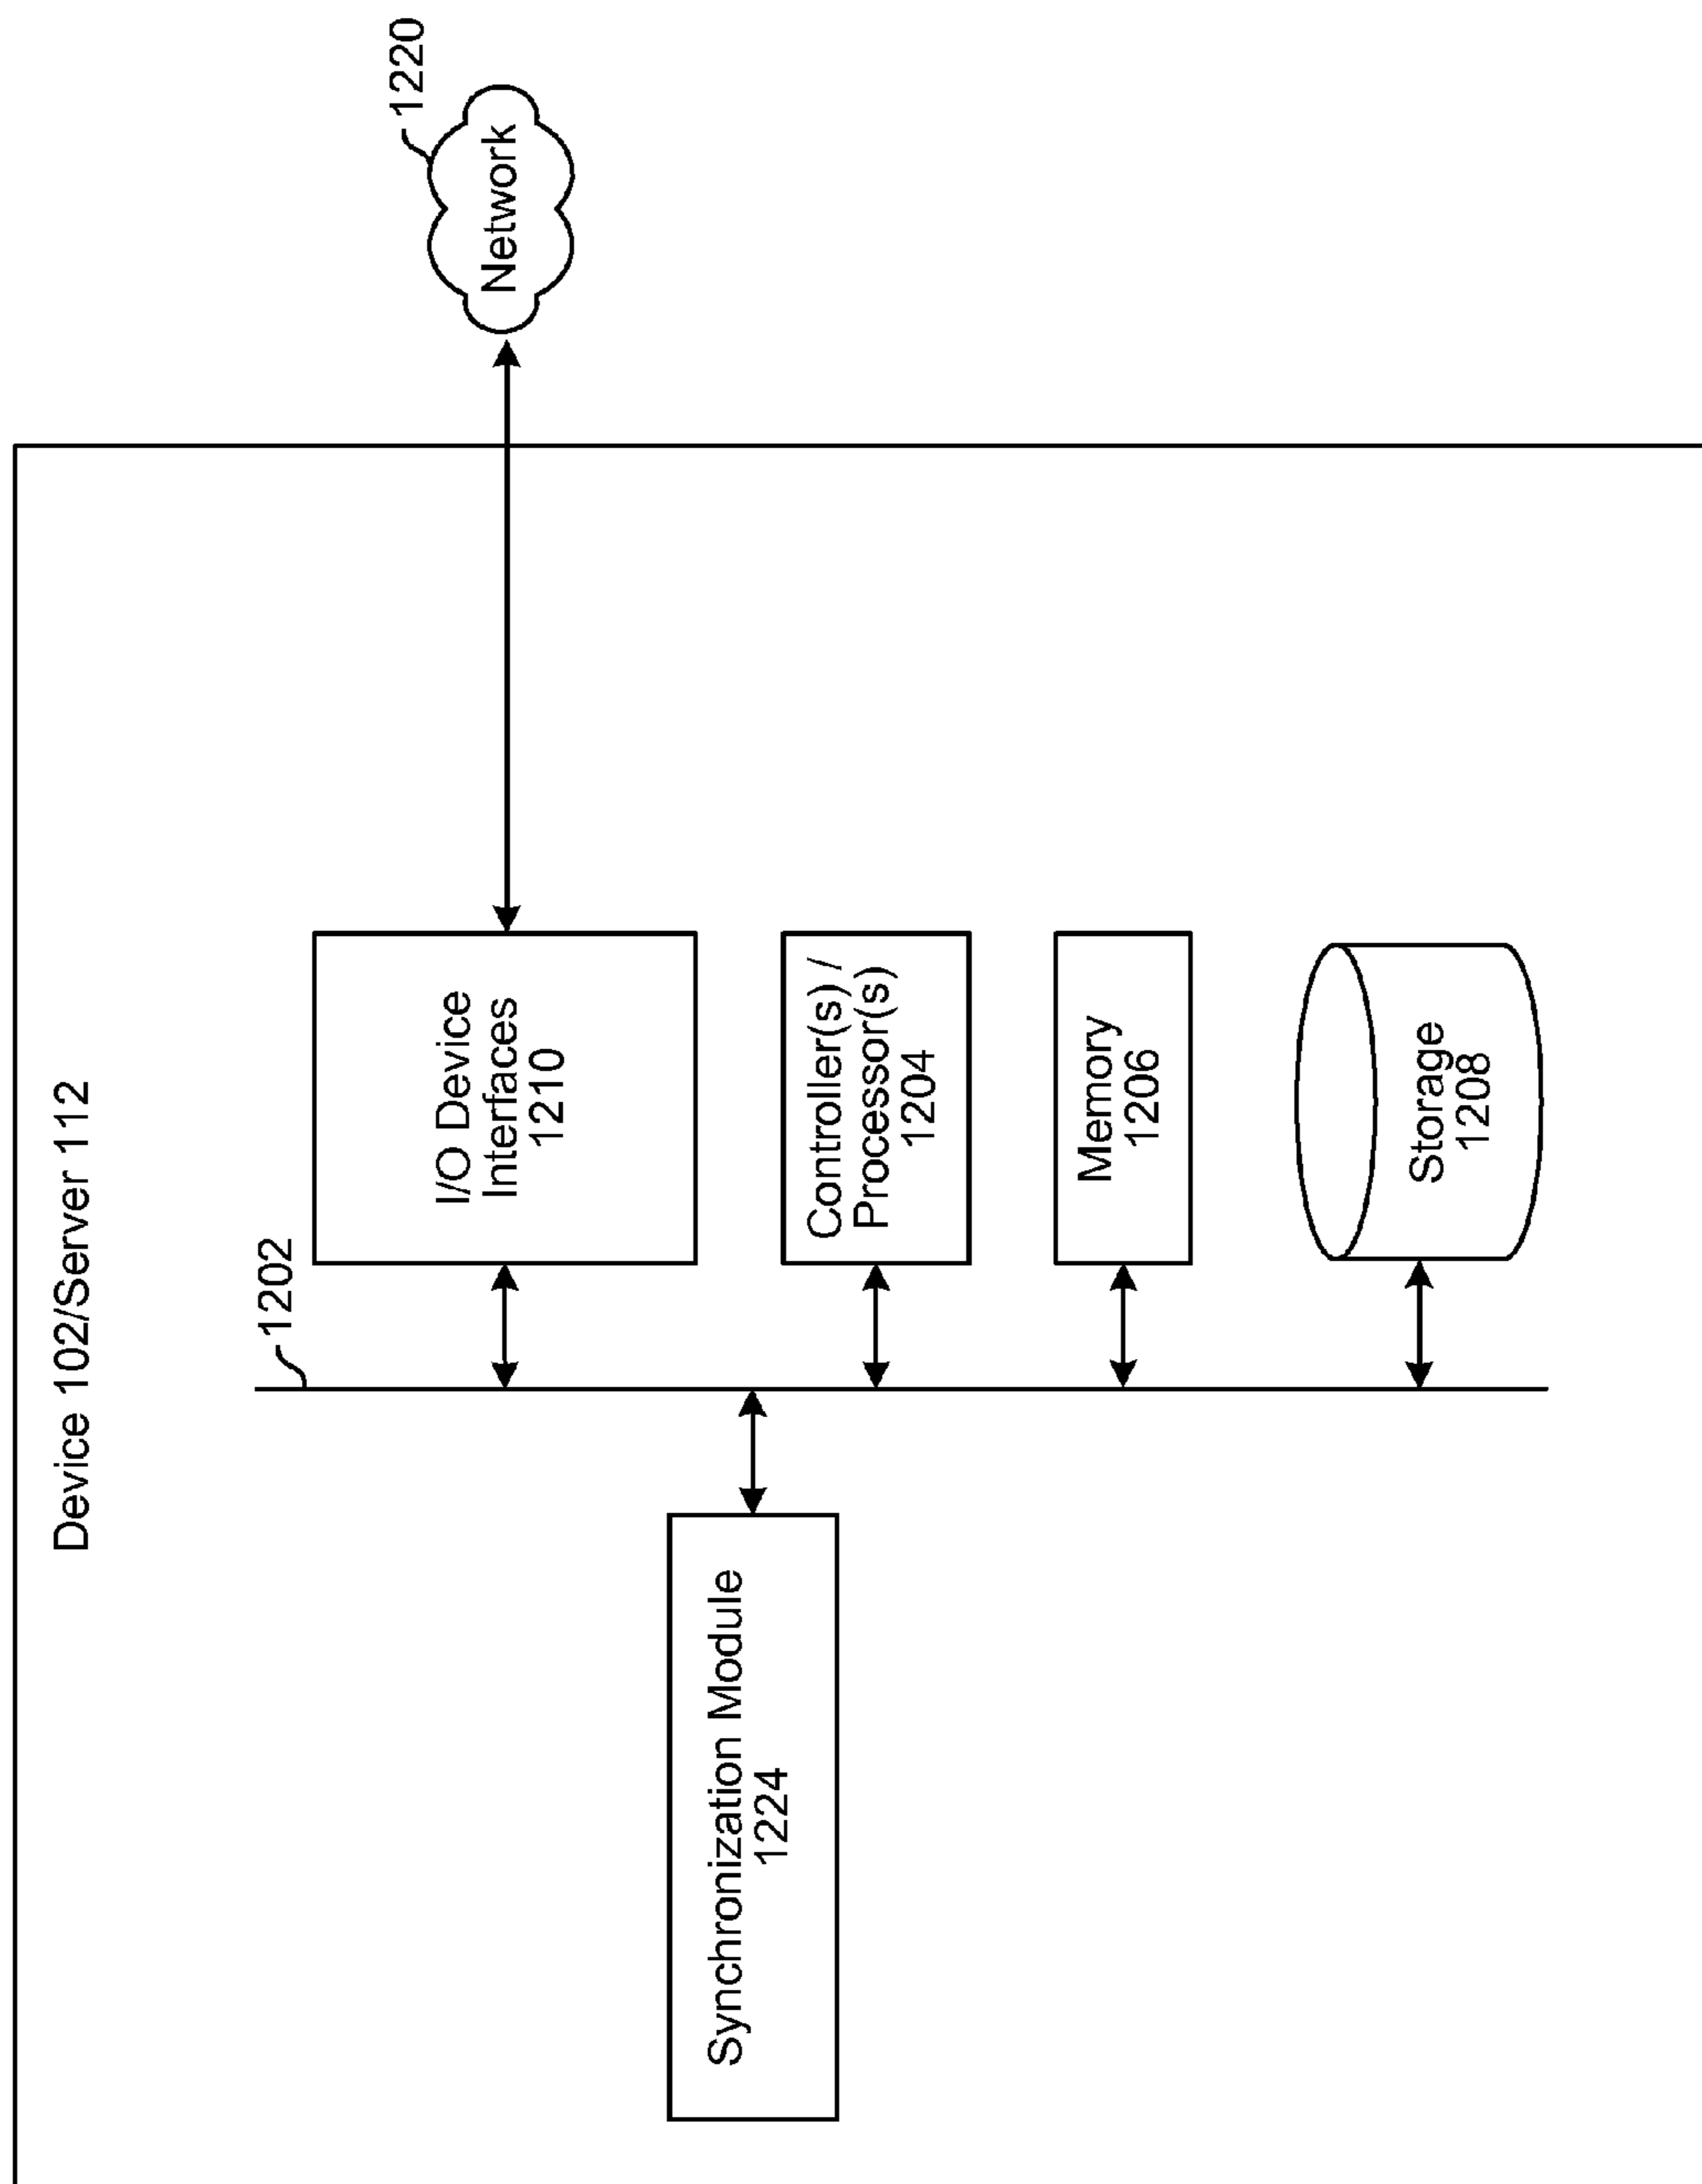 Device 102/Server 112
1202
I/O Device
Interfaces
1210
Network
1220
Synchronization Module
1224
Controller(s) /
Processor(s)
1204
Memory
1206
Storage
1208